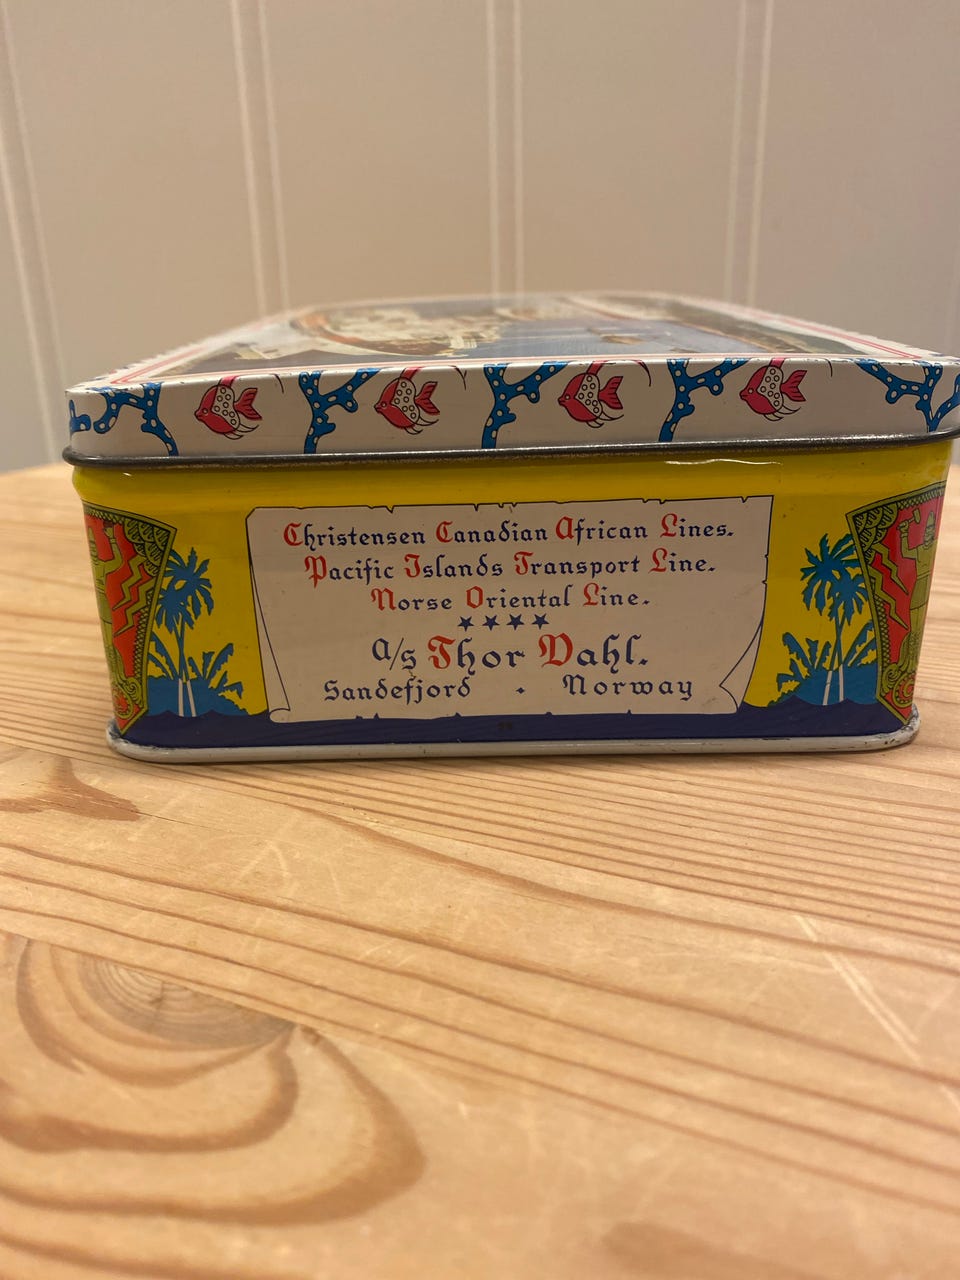 Christensen Canadian African Lines.
Pacific Islands Transport Line.
Norse Oriental Line.
★★★★
A/s Thor Dahl.
Sandefjord · Norway